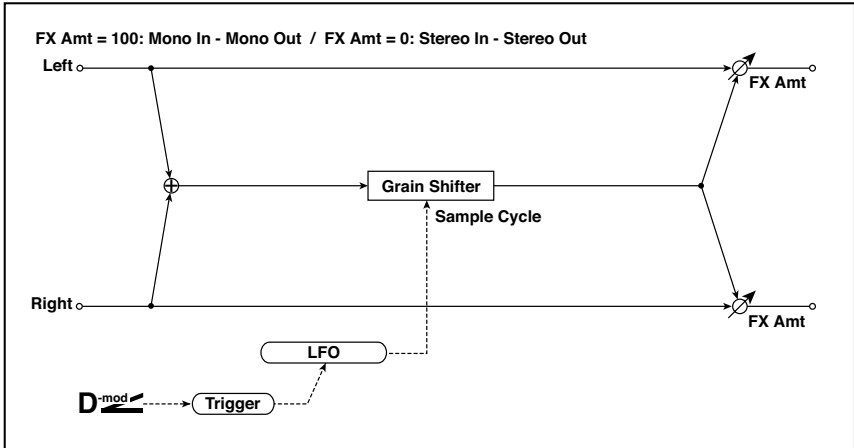 FX Amt = 100: Mono In - Mono Out / FX Amt = 0: Stereo In - Stereo Out
Left
FX Amt
Grain Shifter
Sample Cycle
Right
FX Amt
LFO
D-mod
Trigger